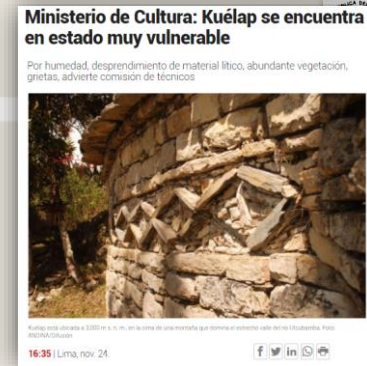 Ministerio de Cultura: Kuélap se encuentra
en estado muy vulnerable
Por humedad, desprendimiento de material lítico, abundante vegetación,
grietas, advierte comisión de técnicos
Kuélap está ubicada a 3,000 m s. n. m., en la cima de una montaña que domina el estrecho valle del río Utcubamba. Foto:
ANDINA/Difusión
16:35 | Lima, nov. 24.